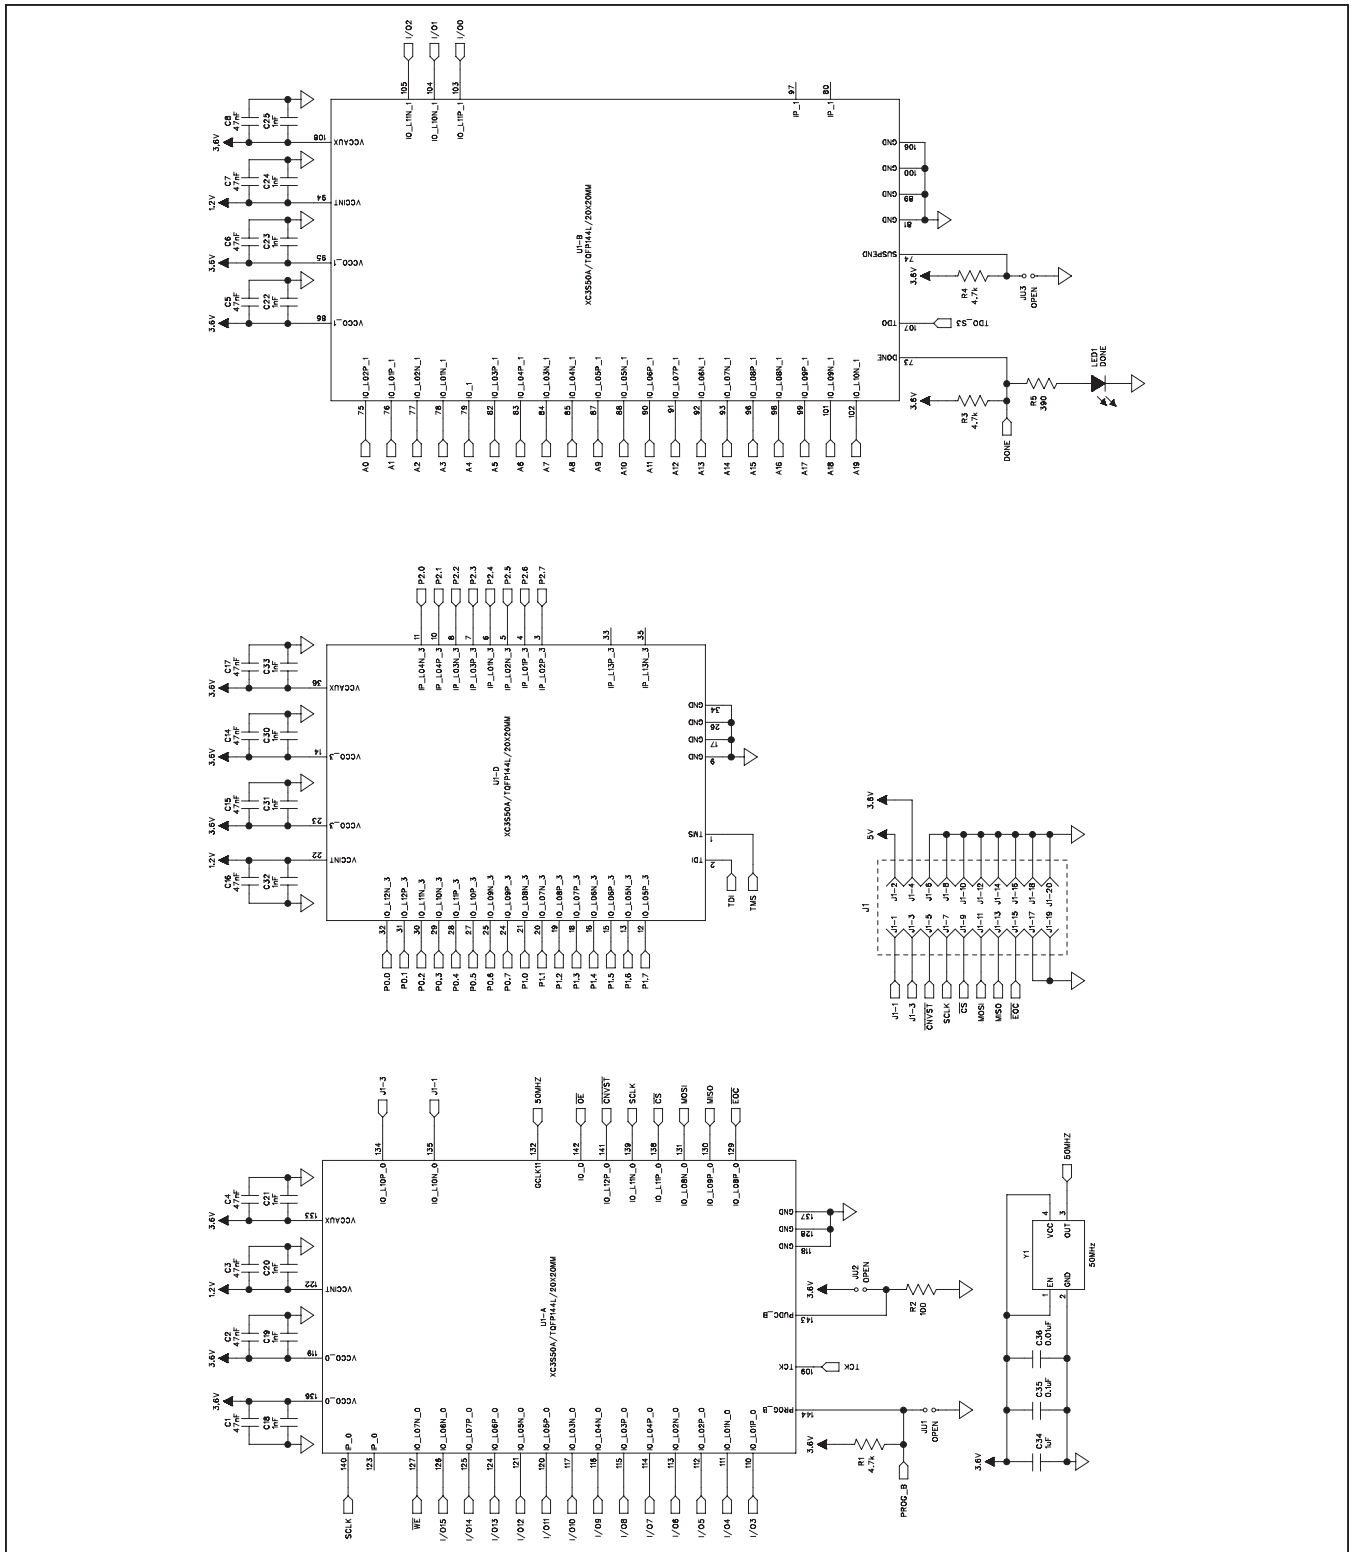 I/O2
I/O1
I/O0
105
104
103
IO_L11N_1
IO_L10N_1
IO_L11P_1
97
80
IP_1
IP_1
3.6V
C8
47nF
C25
1nF
108
VCCAUX
1.2V
C7
47nF
C24
1nF
94
VCCINT
3.6V
C6
47nF
C23
1nF
95
VCCO_1
3.6V
C5
47nF
C22
1nF
86
VCCO_1
U1-B
XC3S50A/TQFP144L/20X20MM
GND
106
GND
100
GND
89
GND
81
SUSPEND
74
3.6V
R4
4.7k
JU3
OPEN
TDO
107
TDO_S3
DONE
73
3.6V
R3
4.7k
DONE
R5
390
LED1
DONE
A0 75 IO_L02P_1
A1 76 IO_L01P_1
A2 77 IO_L02N_1
A3 78 IO_L01N_1
A4 79 IO_1
A5 82 IO_L03P_1
A6 83 IO_L04P_1
A7 84 IO_L03N_1
A8 85 IO_L04N_1
A9 87 IO_L05P_1
A10 88 IO_L05N_1
A11 90 IO_L06P_1
A12 91 IO_L07P_1
A13 92 IO_L06N_1
A14 93 IO_L07N_1
A15 96 IO_L08P_1
A16 98 IO_L08N_1
A17 99 IO_L09P_1
A18 101 IO_L09N_1
A19 102 IO_L10N_1
3.6V
C17
47nF
C33
1nF
36
VCCAUX
3.6V
C14
47nF
C30
1nF
14
VCCO_3
3.6V
C15
47nF
C31
1nF
23
VCCO_3
1.2V
C16
47nF
C32
1nF
22
VCCINT
IP_L04N_3 11 P2.0
IO_L04P_3 10 P2.1
IP_L03N_3 8 P2.2
IP_L03P_3 7 P2.3
IP_L01N_3 6 P2.4
IP_L02N_3 5 P2.5
IP_L01P_3 4 P2.6
IP_L02P_3 3 P2.7
IP_L13P_3 33
IP_L13N_3 35
U1-D
XC3S50A/TQFP144L/20X20MM
GND
34
GND
26
GND
17
GND
9
TMS
1
TDI
2
TDI
TMS
P0.0 32 IO_L12N_3
P0.1 31 IO_L12P_3
P0.2 30 IO_L11N_3
P0.3 29 IO_L10N_3
P0.4 28 IO_L11P_3
P0.5 27 IO_L10P_3
P0.6 25 IO_L09N_3
P0.7 24 IO_L09P_3
P1.0 21 IO_L08N_3
P1.1 20 IO_L07N_3
P1.2 19 IO_L08P_3
P1.3 18 IO_L07P_3
P1.4 16 IO_L06N_3
P1.5 15 IO_L06P_3
P1.6 13 IO_L05N_3
P1.7 12 IO_L05P_3
3.6V
5V
J1
J1-1 J1-1 J1-2
J1-3 J1-3 J1-4
CNVST J1-5 J1-6
SCLK J1-7 J1-8
CS J1-9 J1-10
MOSI J1-11 J1-12
MISO J1-13 J1-14
EOC J1-15 J1-16
J1-17 J1-18
J1-19 J1-20
3.6V
C4
47nF
C21
1nF
133
VCCAUX
1.2V
C3
47nF
C20
1nF
122
VCCINT
3.6V
C2
47nF
C19
1nF
119
VCCO_0
3.6V
C1
47nF
C18
1nF
136
VCCO_0
IO_L10P_0 134 J1-3
IO_L10N_0 135 J1-1
GCLK11 132 50MHZ
IO_0 142 OE
IO_L12P_0 141 CNVST
IO_L11N_0 139 SCLK
IO_L11P_0 138 CS
IO_L08N_0 131 MOSI
IO_L09P_0 130 MISO
IO_L08P_0 129 EOC
U1-A
XC3S50A/TQFP144L/20X20MM
GND
137
GND
128
GND
118
PUDC_B
143
3.6V
JU2
OPEN
R2
100
TCK
109
TCK
PROG_B
144
3.6V
R1
4.7k
PROG_B
JU1
OPEN
SCLK 140 IP_0
123 IP_0
WE 127 IO_L07N_0
I/O15 126 IO_L06N_0
I/O14 125 IO_L07P_0
I/O13 124 IO_L06P_0
I/O12 121 IO_L05N_0
I/O11 120 IO_L05P_0
I/O10 117 IO_L03N_0
I/O9 116 IO_L04N_0
I/O8 115 IO_L03P_0
I/O7 114 IO_L04P_0
I/O6 113 IO_L02N_0
I/O5 112 IO_L02P_0
I/O4 111 IO_L01N_0
I/O3 110 IO_L01P_0
50MHZ
4
3
VCC
OUT
Y1
50MHz
EN
GND
1
2
C36
0.01uF
C35
0.1uF
C34
1uF
3.6V